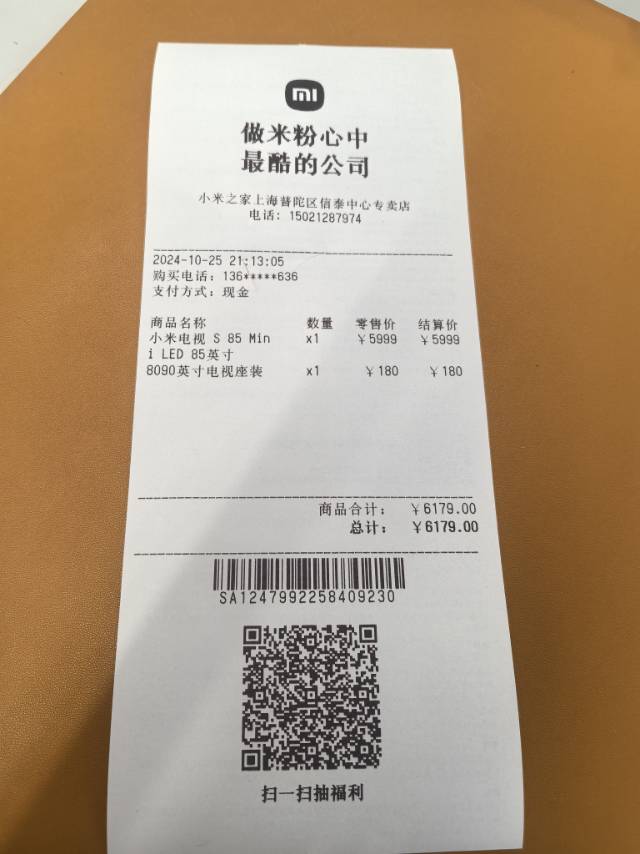 mi
做米粉心中
最酷的公司
小米之家上海普陀区信泰中心专卖店
电话: 15021287974
2024-10-25 21:13:05
购买电话: 136*****636
支付方式: 现金
商品名称 数量 零售价 结算价
小米电视 S 85 Min x1 ￥5999 ￥5999
i LED 85英寸
8090英寸电视座装 x1 ￥180 ￥180
商品合计: ￥6179.00
总计: ￥6179.00
SA1247992258409230
扫一扫抽福利